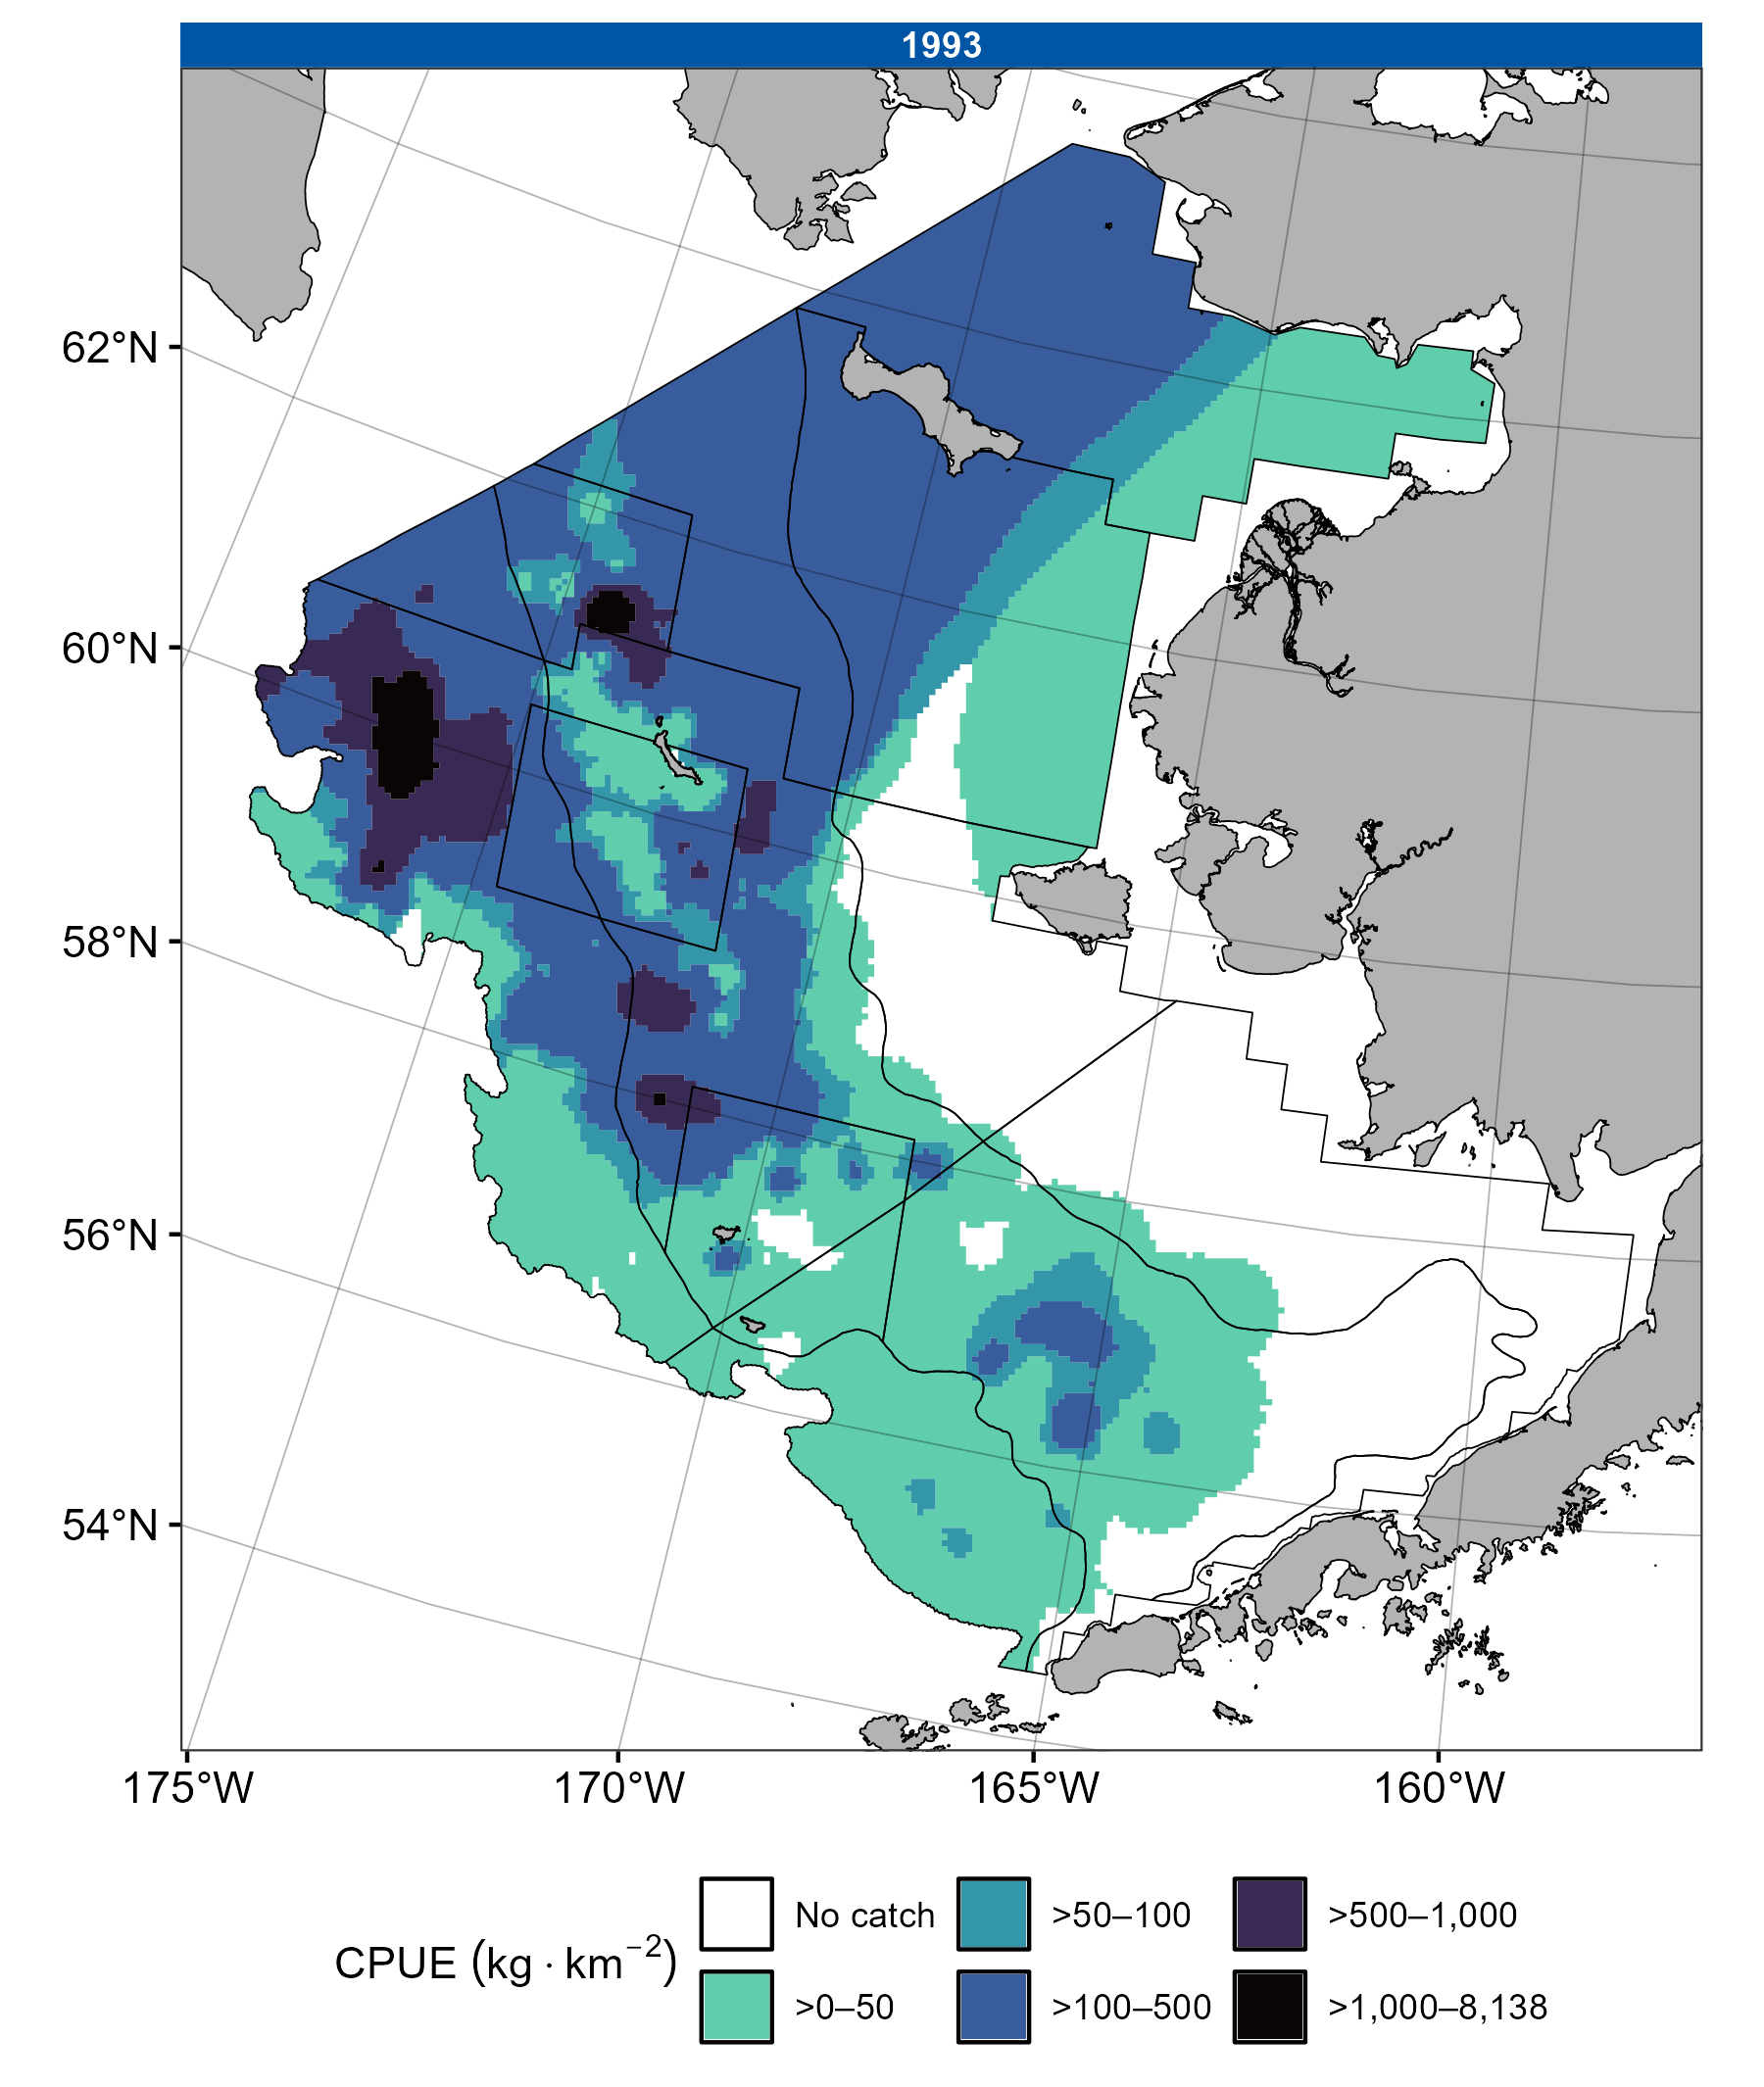 1993
62°N
60°N
58°N
56°N
54°N
175°W 170°W 165°W 160°W
CPUE (kg · km⁻²)
No catch >50–100 >500–1,000
>0–50 >100–500 >1,000–8,138